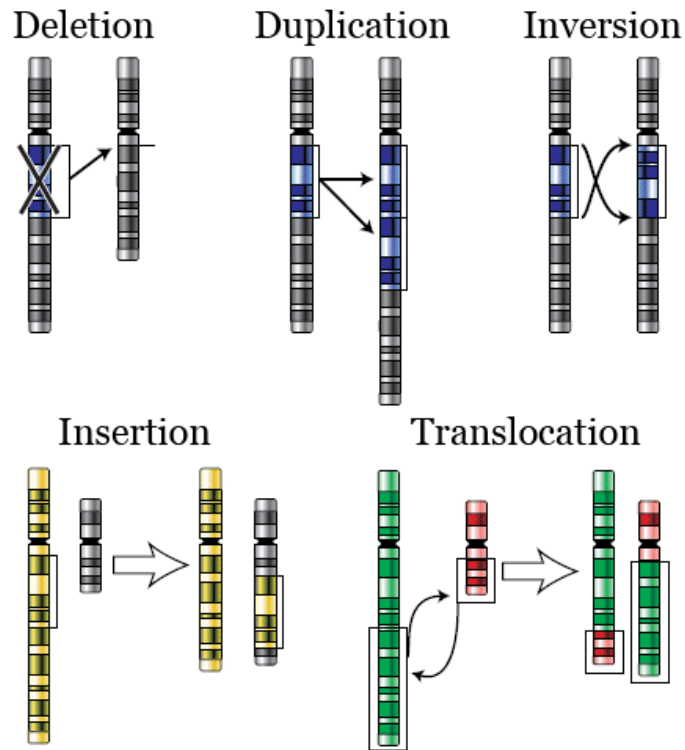 Deletion
Duplication
Inversion
Insertion
Translocation